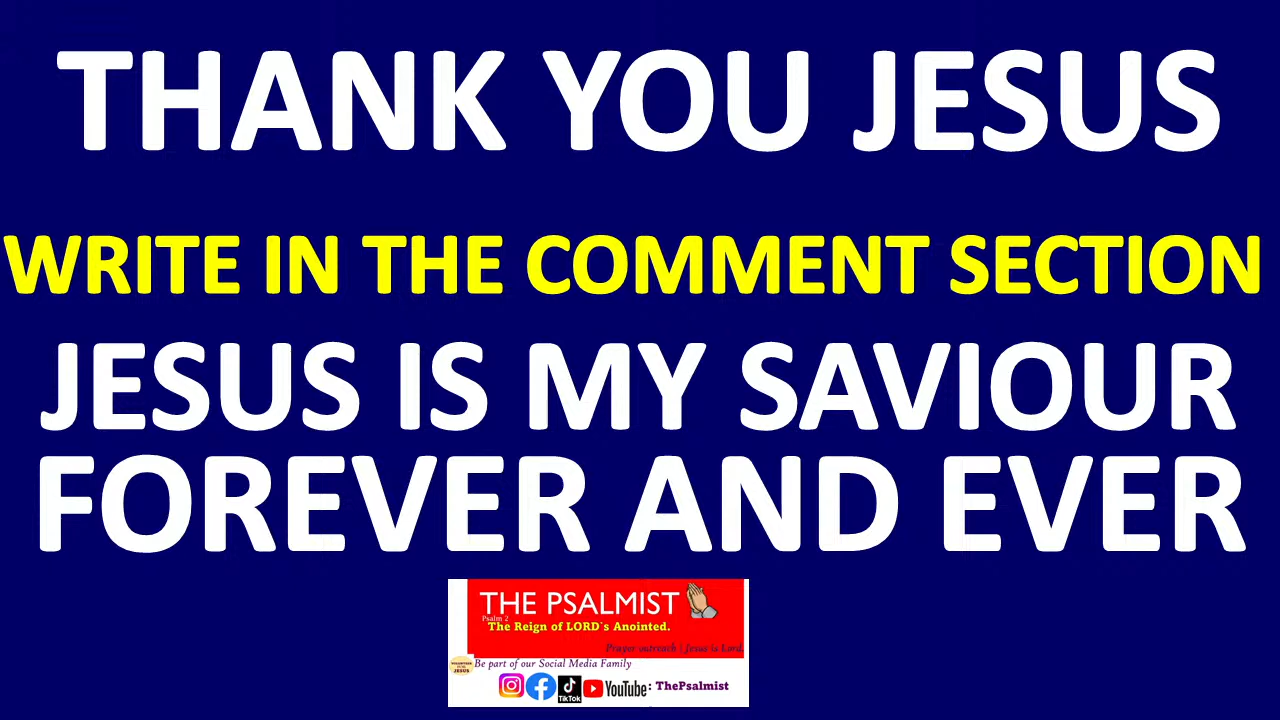 THANK YOU JESUS
WRITE IN THE COMMENT SECTION
JESUS IS MY SAVIOUR
FOREVER AND EVER
THE PSALMIST
Psalm 2
The Reign of LORD`s Anointed.
Prayer outreach | Jesus is Lord.
JESUS
Be part of our Social Media Family
TikTok
YouTube: ThePsalmist